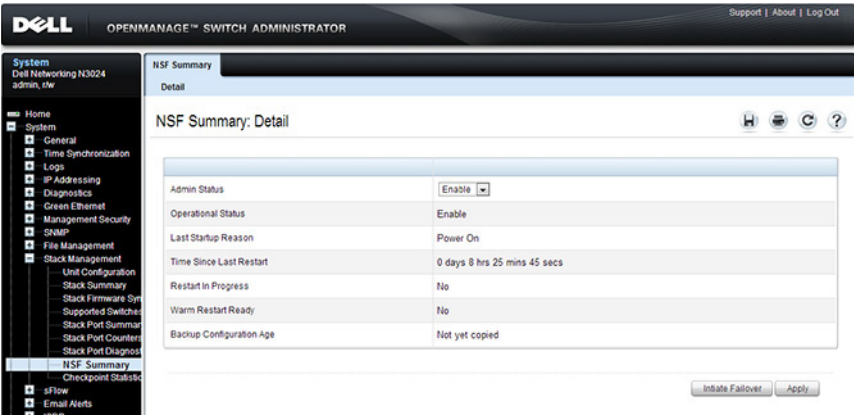 DELL
OPENMANAGE™ SWITCH ADMINISTRATOR
Support | About | Log Out
System
Dell Networking N3024
admin, r/w
Home
System
General
Time Synchronization
Logs
IP Addressing
Diagnostics
Green Ethernet
Management Security
SNMP
File Management
Stack Management
Unit Configuration
Stack Summary
Stack Firmware Syn
Supported Switches
Stack Port Summar
Stack Port Counters
Stack Port Diagnost
NSF Summary
Checkpoint Statistic
sFlow
Email Alerts
NSF Summary
Detail
NSF Summary: Detail
Admin Status Enable
Operational Status Enable
Last Startup Reason Power On
Time Since Last Restart 0 days 8 hrs 25 mins 45 secs
Restart In Progress No
Warm Restart Ready No
Backup Configuration Age Not yet copied
Intiate Failover Apply